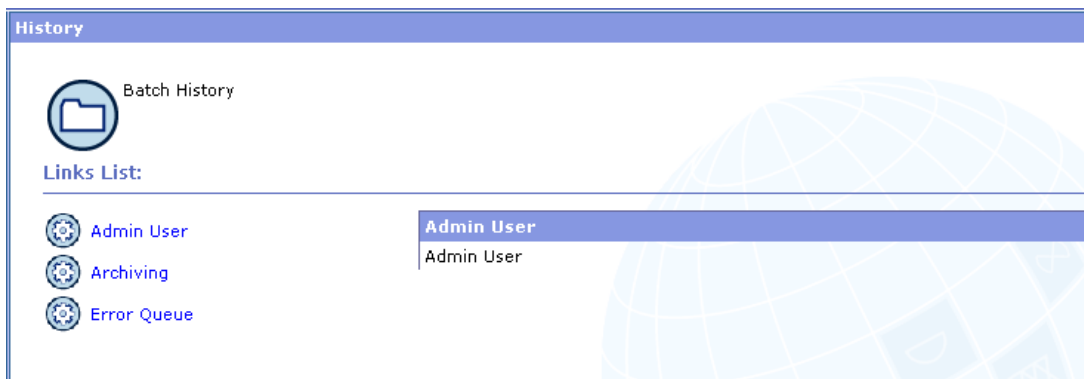 History
Batch History
Links List:
Admin User
Archiving
Error Queue
Admin User
Admin User